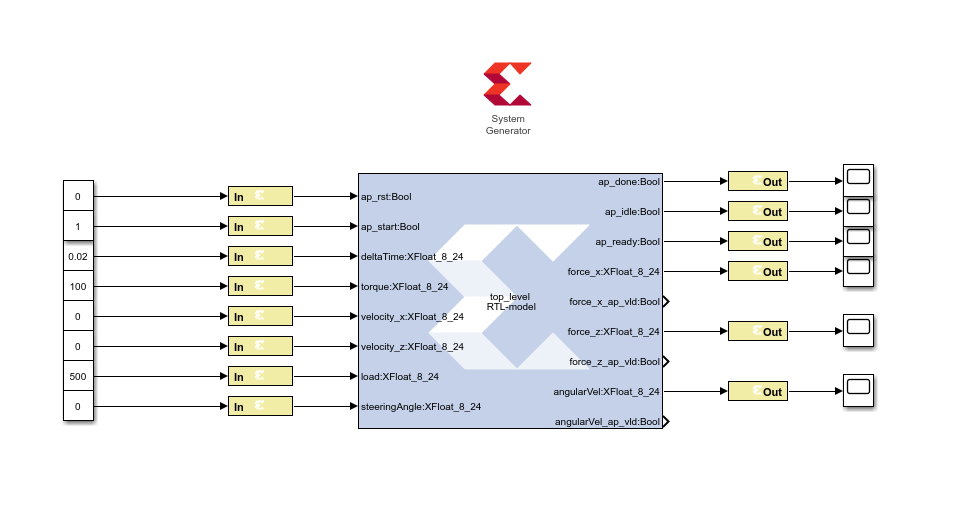 System
Generator
0
In
ap_rst:Bool
1
In
ap_start:Bool
0.02
In
deltaTime:XFloat_8_24
100
In
torque:XFloat_8_24
0
In
velocity_x:XFloat_8_24
0
In
velocity_z:XFloat_8_24
500
In
load:XFloat_8_24
0
In
steeringAngle:XFloat_8_24
top_level
RTL-model
ap_done:Bool
Out
ap_idle:Bool
Out
ap_ready:Bool
Out
force_x:XFloat_8_24
Out
force_x_ap_vld:Bool
force_z:XFloat_8_24
Out
force_z_ap_vld:Bool
angularVel:XFloat_8_24
Out
angularVel_ap_vld:Bool